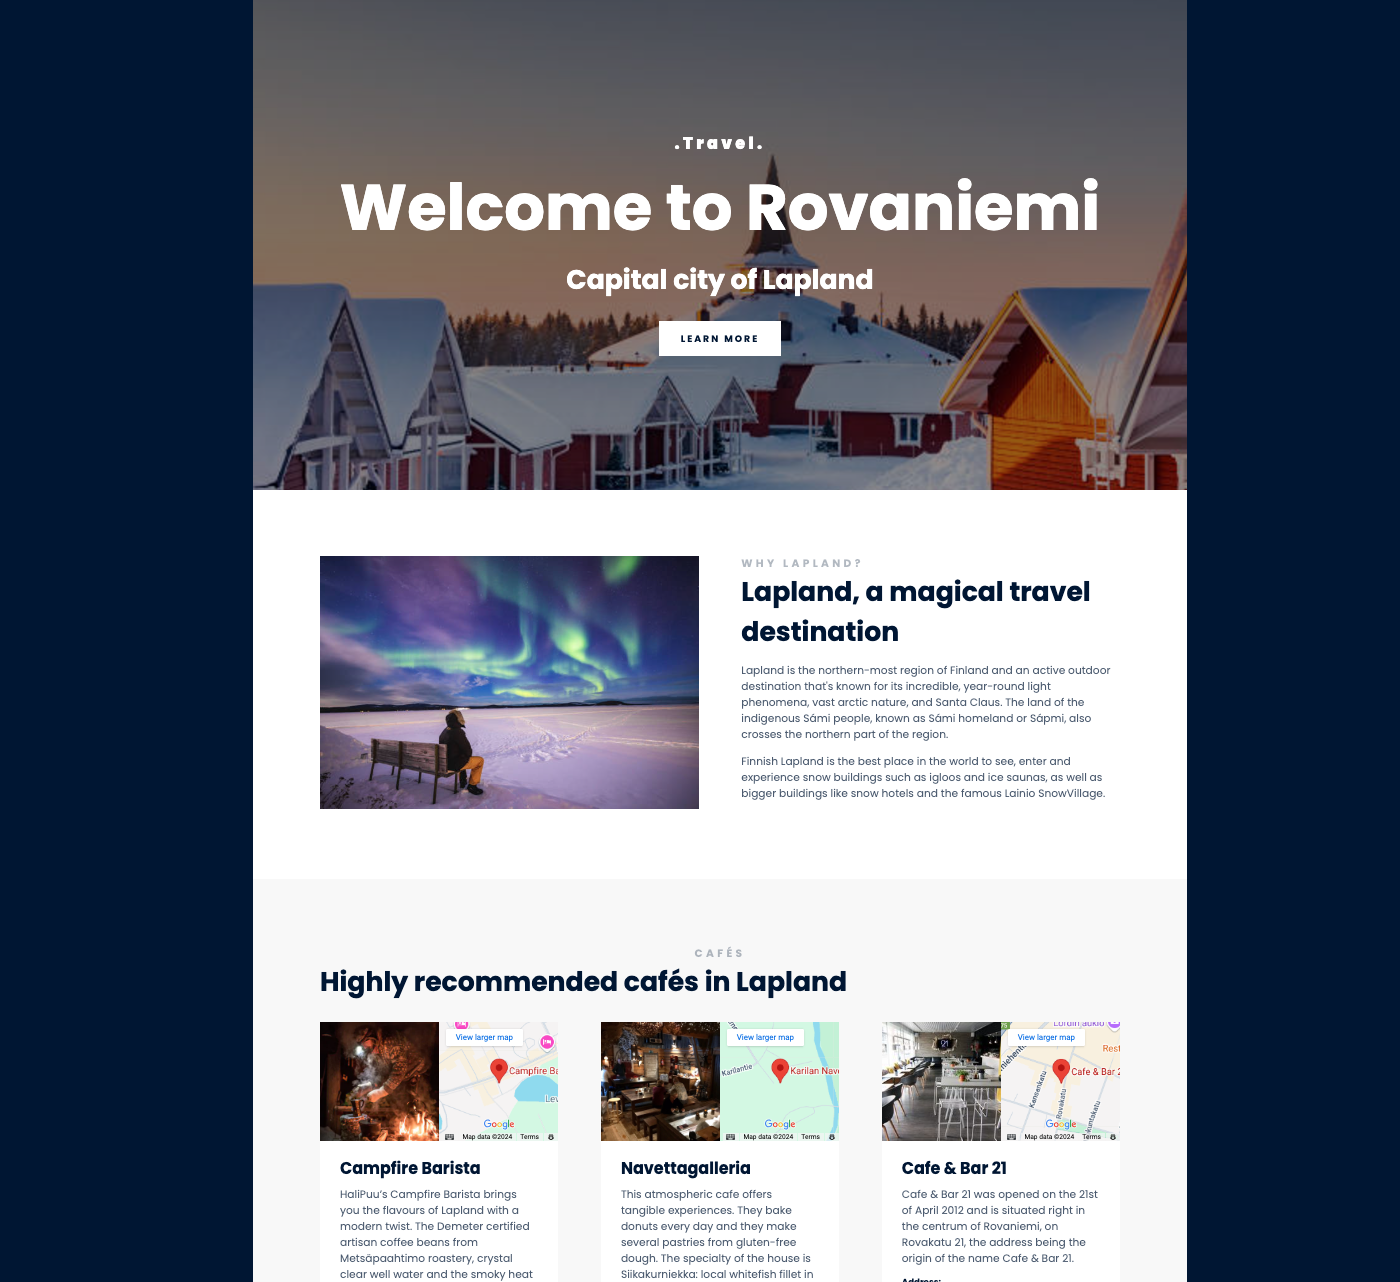 .Travel.
Welcome to Rovaniemi
Capital city of Lapland
LEARN MORE
WHY LAPLAND?
Lapland, a magical travel
destination
Lapland is the northern-most region of Finland and an active outdoor
destination that's known for its incredible, year-round light
phenomena, vast arctic nature, and Santa Claus. The land of the
indigenous Sámi people, known as Sámi homeland or Sápmi, also
crosses the northern part of the region.
Finnish Lapland is the best place in the world to see, enter and
experience snow buildings such as igloos and ice saunas, as well as
bigger buildings like snow hotels and the famous Lainio SnowVillage.
CAFÉS
Highly recommended cafés in Lapland
View larger map
Campfire Ba
Lev
Google
Map data ©2024 Terms
Campfire Barista
HaliPuu's Campfire Barista brings
you the flavours of Lapland with a
modern twist. The Demeter certified
artisan coffee beans from
Metsäpaahtimo roastery, crystal
clear well water and the smoky heat
View larger map
Karilantie
Karilan Nave
Google
Map data ©2024 Terms
Navettagalleria
This atmospheric cafe offers
tangible experiences. They bake
donuts every day and they make
several pastries from gluten-free
dough. The specialty of the house is
Siikakurniekka: local whitefish fillet in
21
Lordin aukio
View larger map
Rest
Cafe & Bar 2
Kansankatu
Rovakatu
Google
Map data ©2024 Terms
Cafe & Bar 21
Cafe & Bar 21 was opened on the 21st
of April 2012 and is situated right in
the centrum of Rovaniemi, on
Rovakatu 21, the address being the
origin of the name Cafe & Bar 21.
Address: